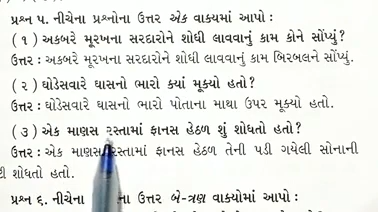 પ્રશ્ન ૫. નીચેના પ્રશ્નોના ઉત્તર એક વાક્યમાં આપો :
(૧) અકબરે મૂરખના સરદારોને શોધી લાવવાનું કામ કોને સોંપ્યું?
ઉત્તર : અકબરે મૂરખના સરદારોને શોધી લાવવાનું કામ બિરબલને સોંપ્યું.
(૨) ઘોડેસવારે ઘાસનો ભારો ક્યાં મૂક્યો હતો?
ઉત્તર : ઘોડેસવારે ઘાસનો ભારો પોતાના માથા ઉપર મૂક્યો હતો.
(૩) એક માણસ રસ્તામાં ફાનસ હેઠળ શું શોધતો હતો?
ઉત્તર : એક માણસ રસ્તામાં ફાનસ હેઠળ તેની પડી ગયેલી સોનાની
ટી શોધતો હતો.
પ્રશ્ન ૬. નીચેના ના ઉત્તર બે-ત્રણ વાક્યોમાં આપો :